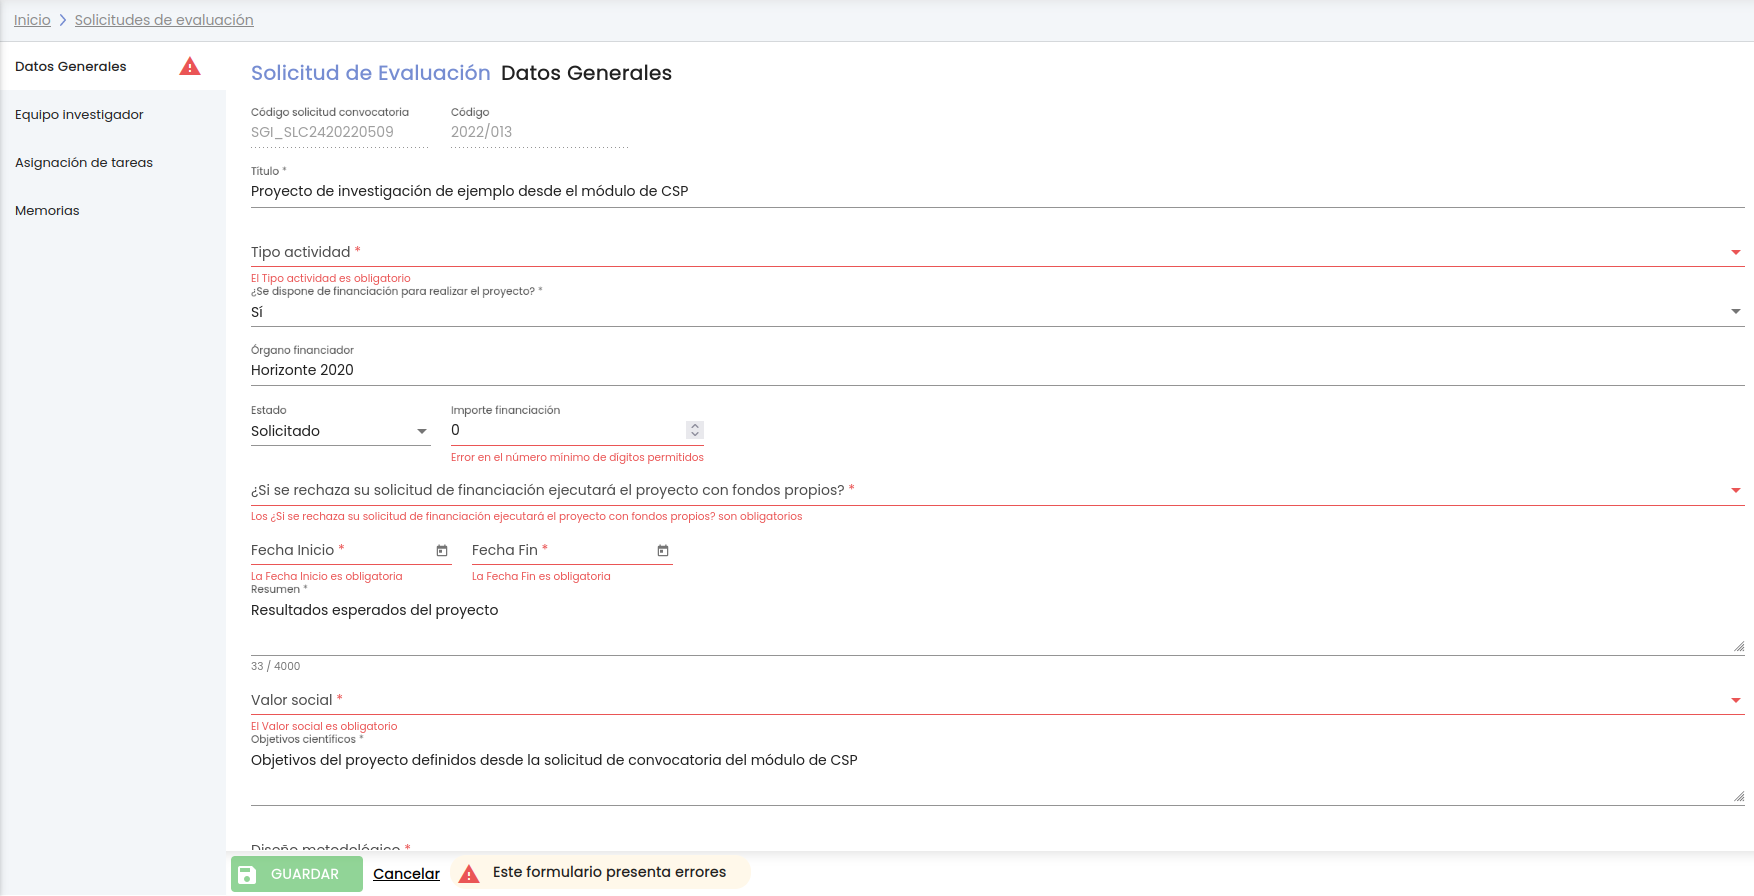 Inicio > Solicitudes de evaluación
Datos Generales
Equipo investigador
Asignación de tareas
Memorias
Solicitud de Evaluación Datos Generales
Código solicitud convocatoria Código
SGI_SLC2420220509 2022/013
Título *
Proyecto de investigación de ejemplo desde el módulo de CSP
Tipo actividad *
El Tipo actividad es obligatorio
¿Se dispone de financiación para realizar el proyecto? *
Sí
Órgano financiador
Horizonte 2020
Estado Importe financiación
Solicitado 0
Error en el número mínimo de dígitos permitidos
¿Si se rechaza su solicitud de financiación ejecutará el proyecto con fondos propios? *
Los ¿Si se rechaza su solicitud de financiación ejecutará el proyecto con fondos propios? son obligatorios
Fecha Inicio * Fecha Fin *
La Fecha Inicio es obligatoria La Fecha Fin es obligatoria
Resumen *
Resultados esperados del proyecto
33 / 4000
Valor social *
El Valor social es obligatorio
Objetivos científicos *
Objetivos del proyecto definidos desde la solicitud de convocatoria del módulo de CSP
Diseño metodológico *
GUARDAR Cancelar Este formulario presenta errores